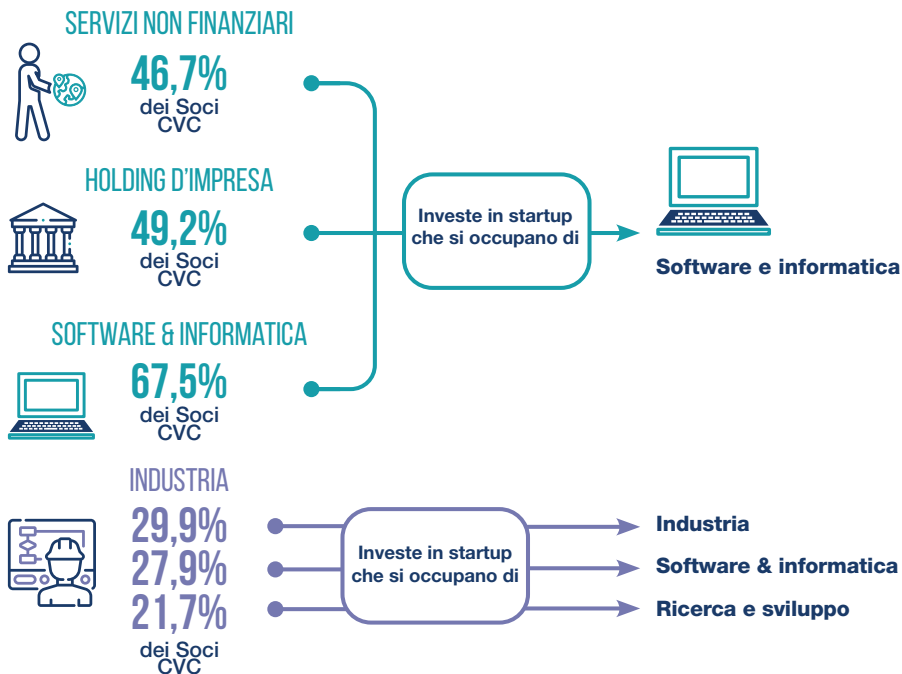 SERVIZI NON FINANZIARI
46,7%
dei Soci
CVC
HOLDING D'IMPRESA
49,2%
dei Soci
CVC
SOFTWARE & INFORMATICA
67,5%
dei Soci
CVC
Investe in startup
che si occupano di
Software e informatica
INDUSTRIA
29,9%
27,9%
21,7%
dei Soci
CVC
Investe in startup
che si occupano di
Industria
Software & informatica
Ricerca e sviluppo